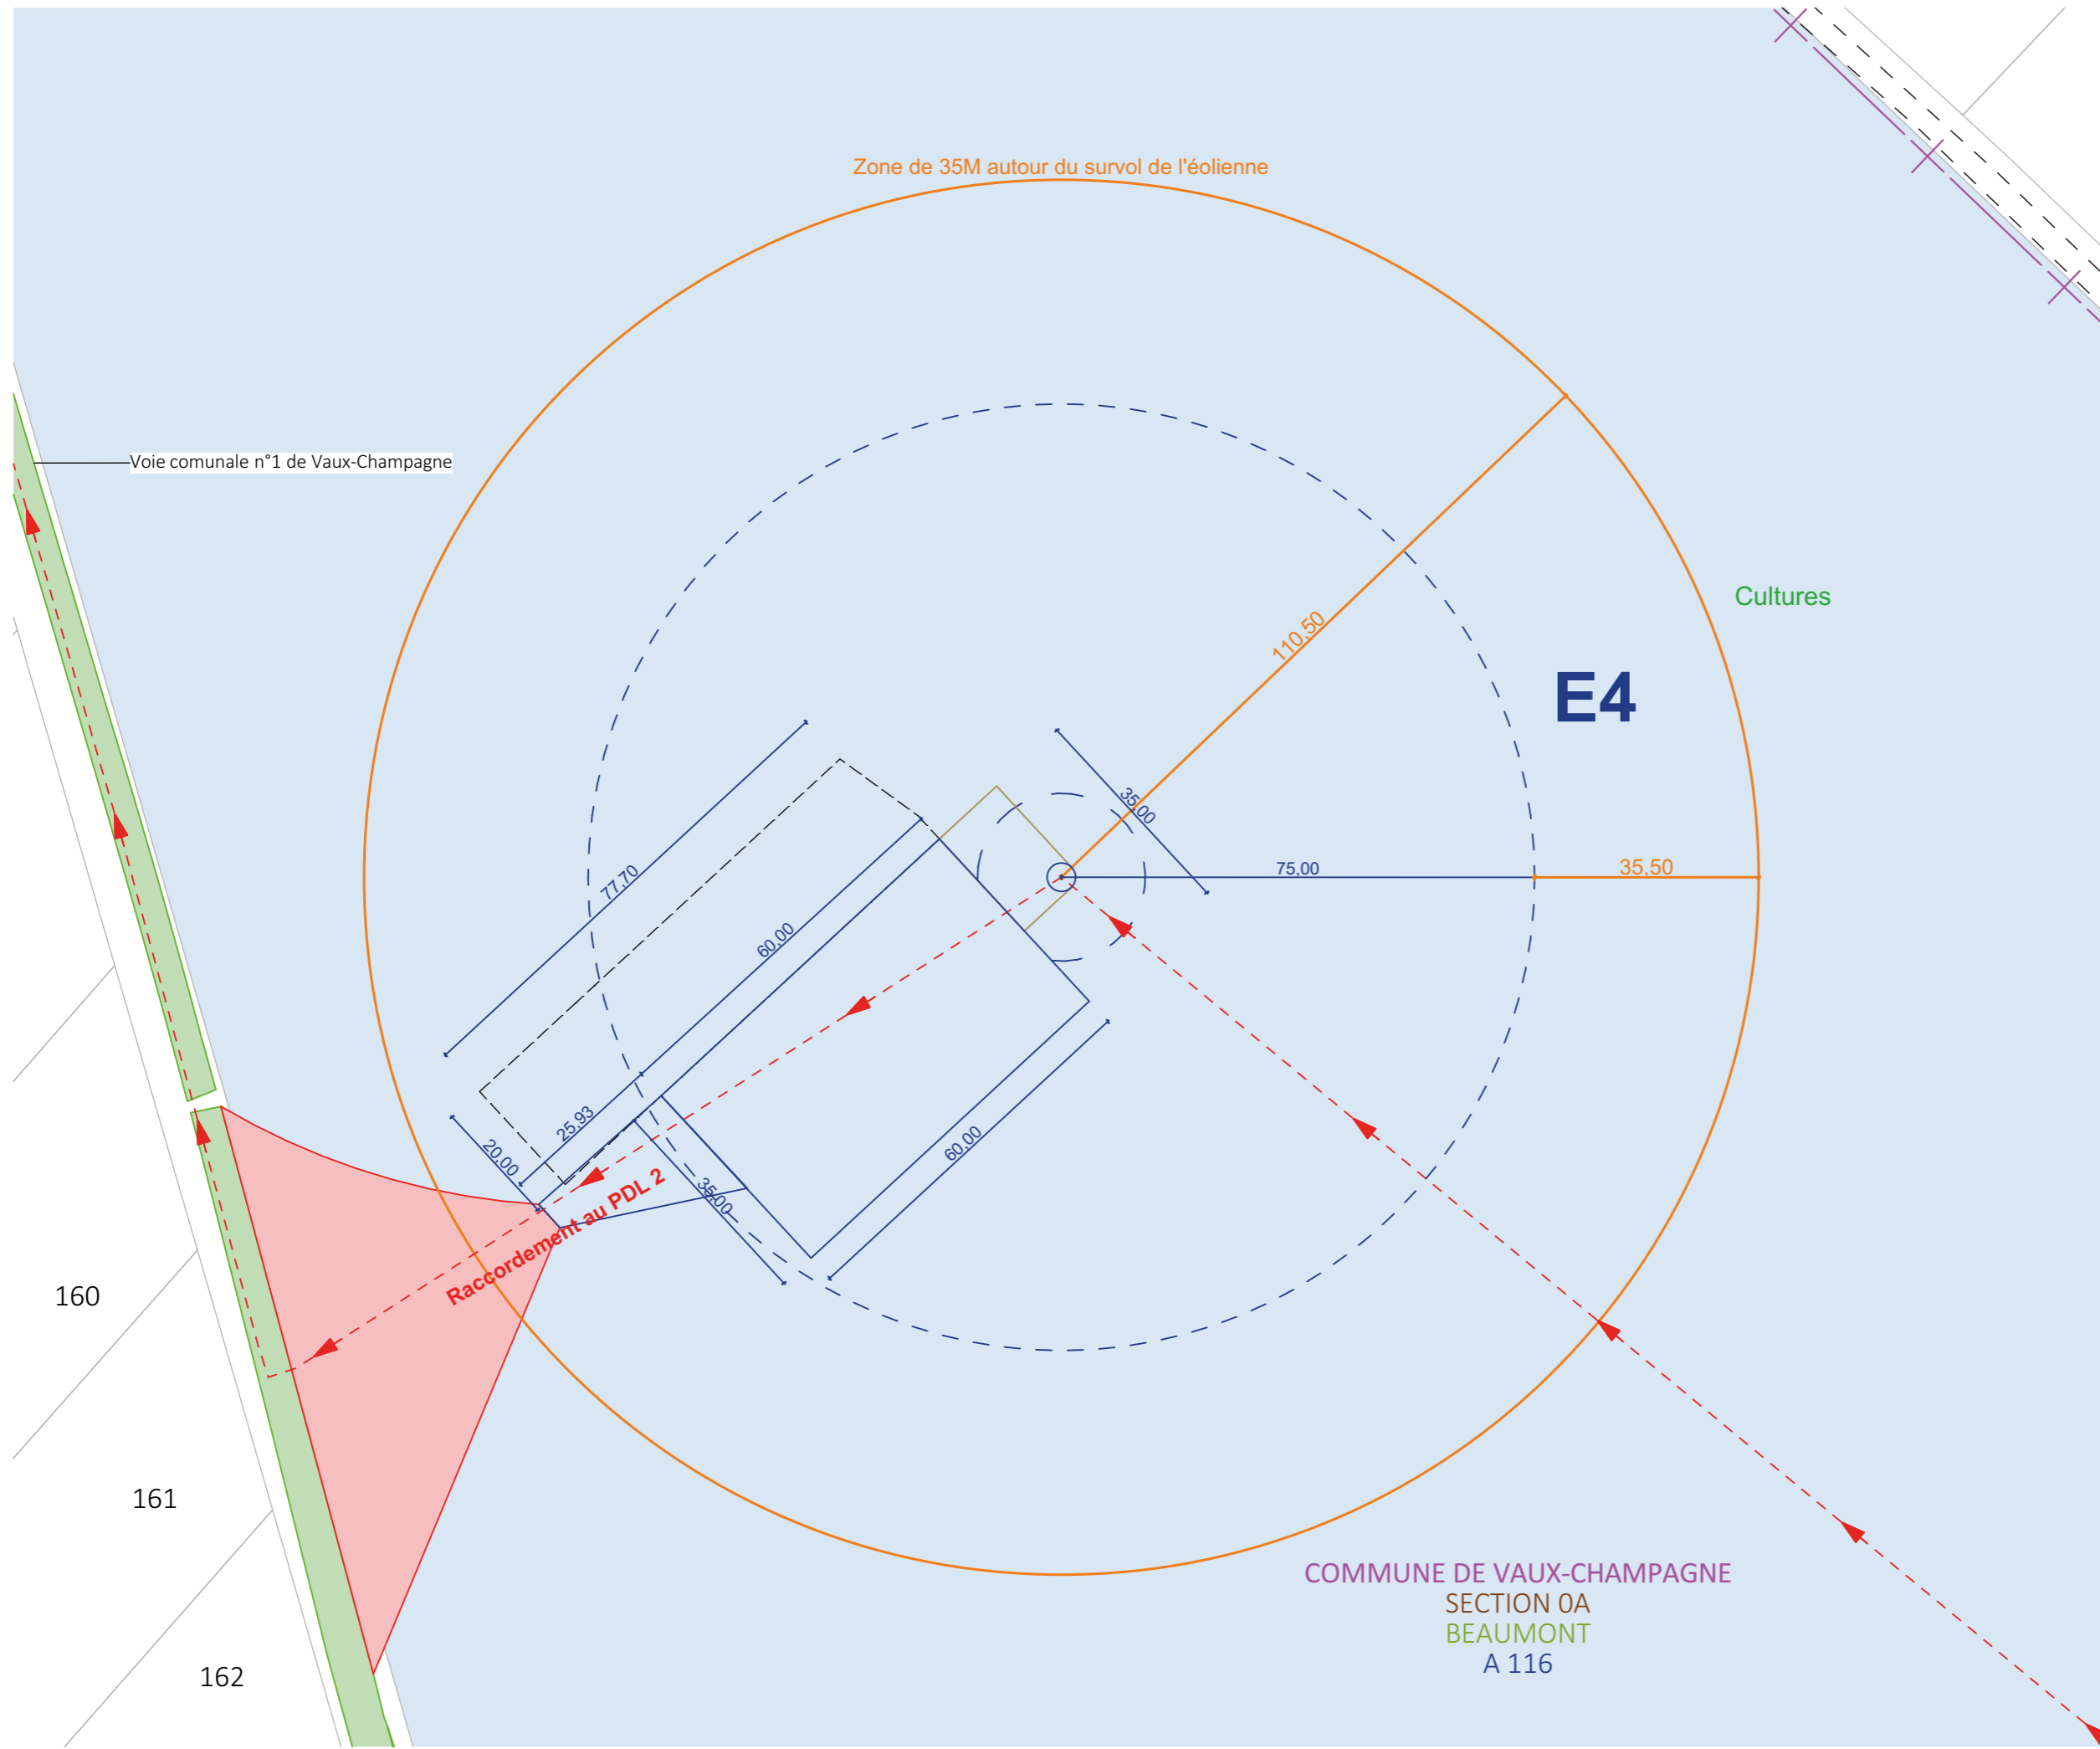 Zone de 35M autour du survol de l'éolienne
Voie comunale n°1 de Vaux-Champagne
Cultures
110,50
E4
35,00
77,70
75,00
35,50
60,00
25,93
20,00
60,00
35,00
Raccordement au PDL 2
160
161
162
COMMUNE DE VAUX-CHAMPAGNE
SECTION 0A
BEAUMONT
A 116